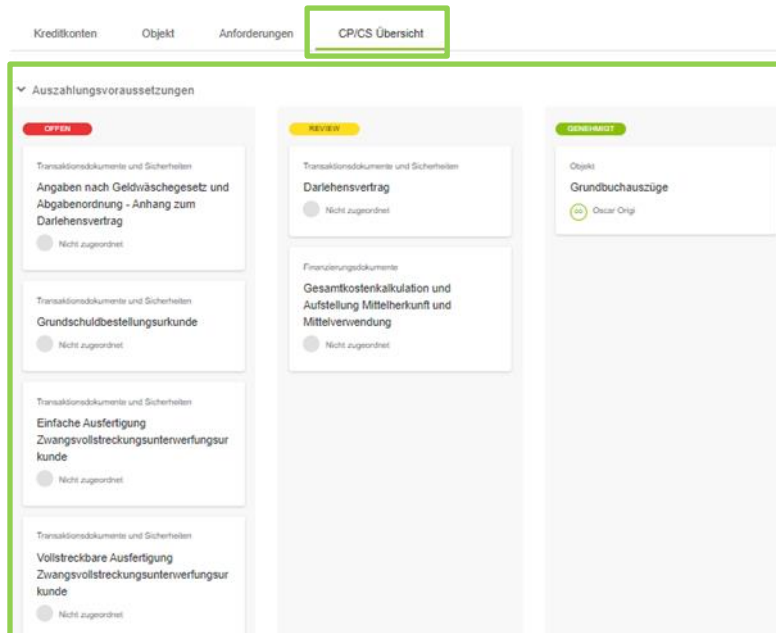 Kreditkonten Objekt Anforderungen CP/CS Übersicht
Auszahlungsvoraussetzungen
OFFEN
Transaktionsdokumente und Sicherheiten
Angaben nach Geldwäschegesetz und
Abgabenordnung - Anhang zum
Darlehensvertrag
Nicht zugeordnet
Transaktionsdokumente und Sicherheiten
Grundschuldbestellungsurkunde
Nicht zugeordnet
Transaktionsdokumente und Sicherheiten
Einfache Ausfertigung
Zwangsvollstreckungsunterwerfungsur
kunde
Nicht zugeordnet
Transaktionsdokumente und Sicherheiten
Vollstreckbare Ausfertigung
Zwangsvollstreckungsunterwerfungsur
kunde
Nicht zugeordnet
REVIEW
Transaktionsdokumente und Sicherheiten
Darlehensvertrag
Nicht zugeordnet
Finanzierungsdokumente
Gesamtkostenkalkulation und
Aufstellung Mittelherkunft und
Mittelverwendung
Nicht zugeordnet
GENEHMIGT
Objekt
Grundbuchauszüge
Oscar Origi